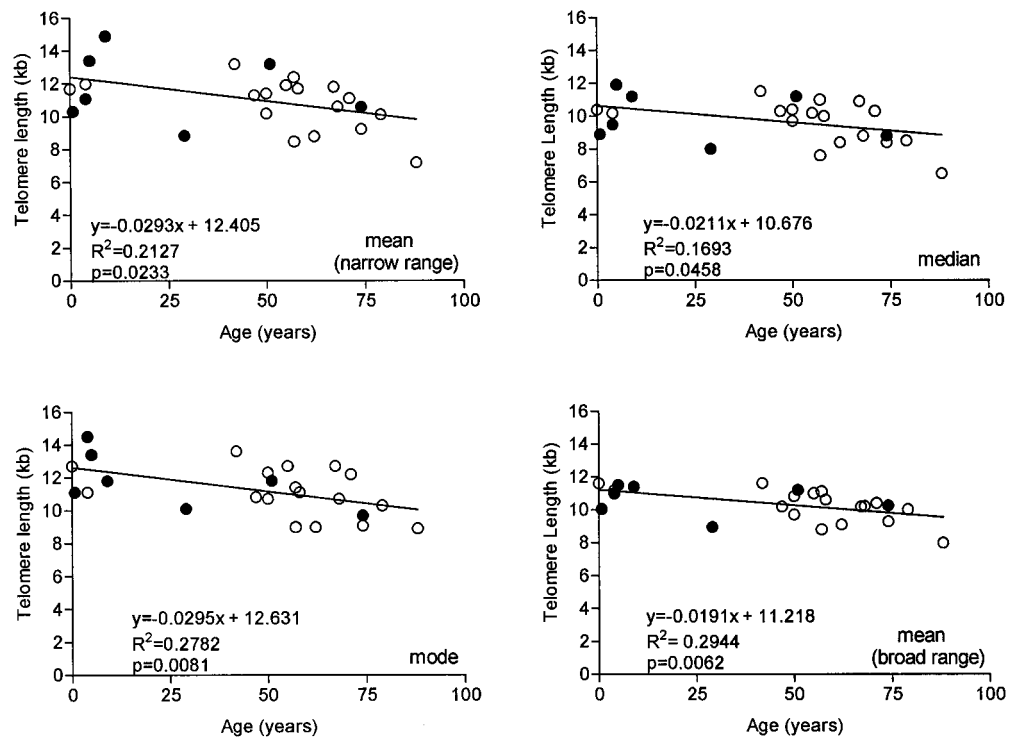 16
14
12
10
8
6
4
2
0
Telomere length (kb)
y=-0.0293x + 12.405
R²=0.2127
p=0.0233
mean
(narrow range)
0 25 50 75 100
Age (years)
16
14
12
10
8
6
4
2
0
Telomere Length (kb)
y=-0.0211x + 10.676
R²=0.1693
p=0.0458
median
0 25 50 75 100
Age (years)
16
14
12
10
8
6
4
2
0
Telomere length (kb)
y=-0.0295x + 12.631
R²=0.2782
p=0.0081
mode
0 25 50 75 100
Age (years)
16
14
12
10
8
6
4
2
0
Telomere Length (kb)
y=-0.0191x + 11.218
R²= 0.2944
p=0.0062
mean
(broad range)
0 25 50 75 100
Age (years)